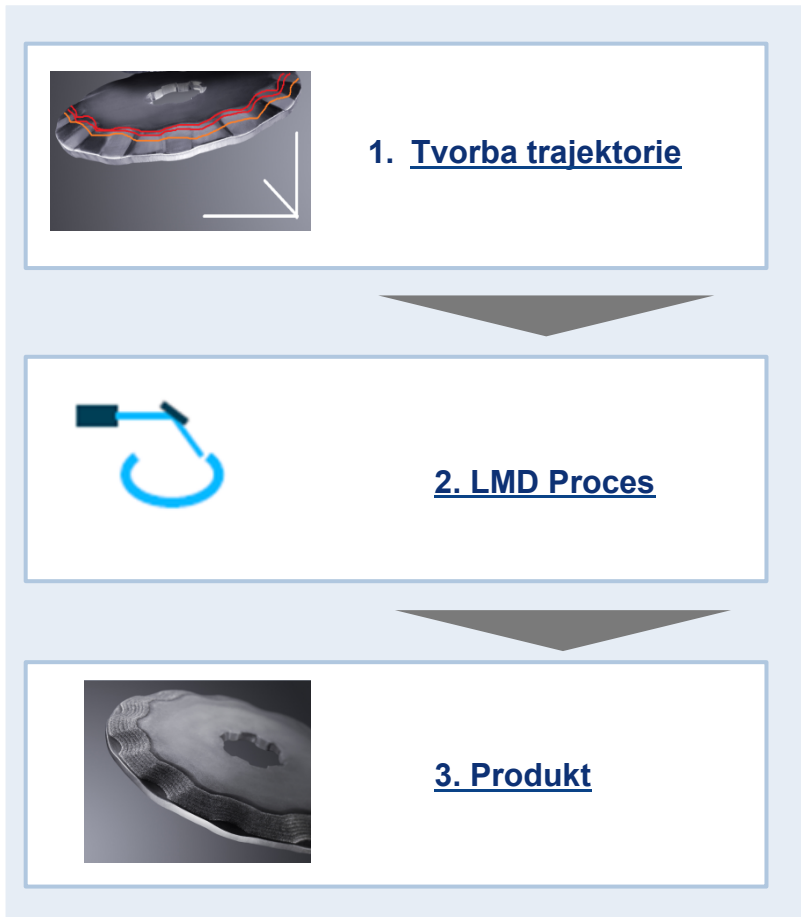 1. Tvorba trajektorie
2. LMD Proces
3. Produkt